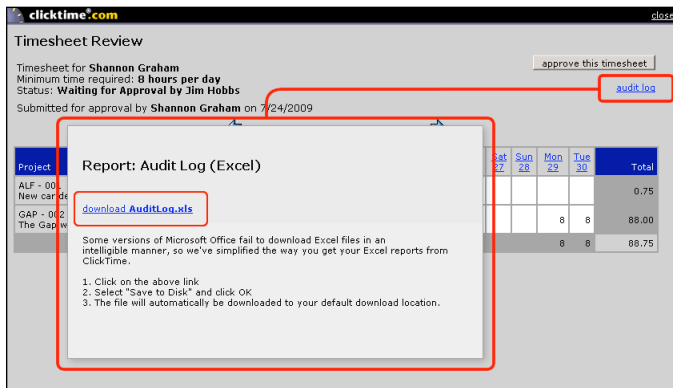 clicktime.com
close
Timesheet Review
Timesheet for Shannon Graham
Minimum time required: 8 hours per day
Status: Waiting for Approval by Jim Hobbs
Submitted for approval by Shannon Graham on 7/24/2009
approve this timesheet
audit log
Project
Sat 27
Sun 28
Mon 29
Tue 30
Total
ALF - 001
New car de
0.75
GAP - 002
The Gap w
8 8 88.00
8 8 88.75
Report: Audit Log (Excel)
download AuditLog.xls
Some versions of Microsoft Office fail to download Excel files in an
intelligible manner, so we've simplified the way you get your Excel reports from
ClickTime.
1. Click on the above link
2. Select "Save to Disk" and click OK
3. The file will automatically be downloaded to your default download location.